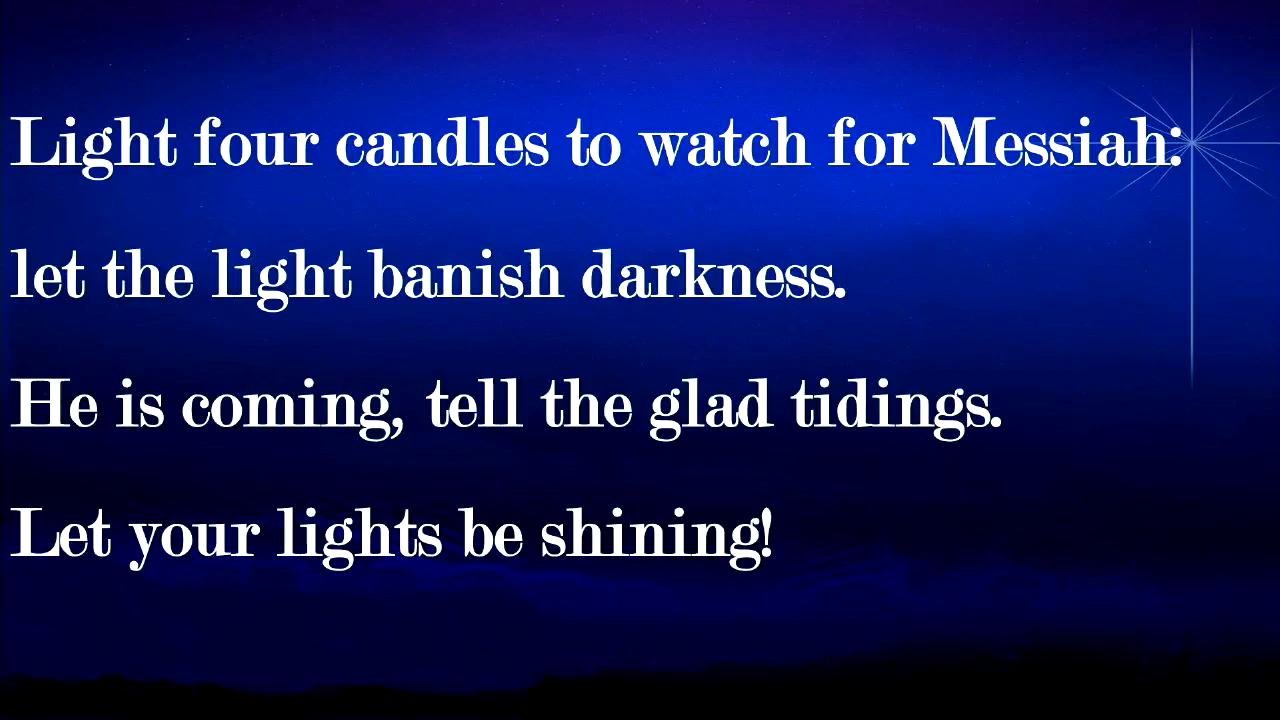 Light four candles to watch for Messiah:
let the light banish darkness.
He is coming, tell the glad tidings.
Let your lights be shining!